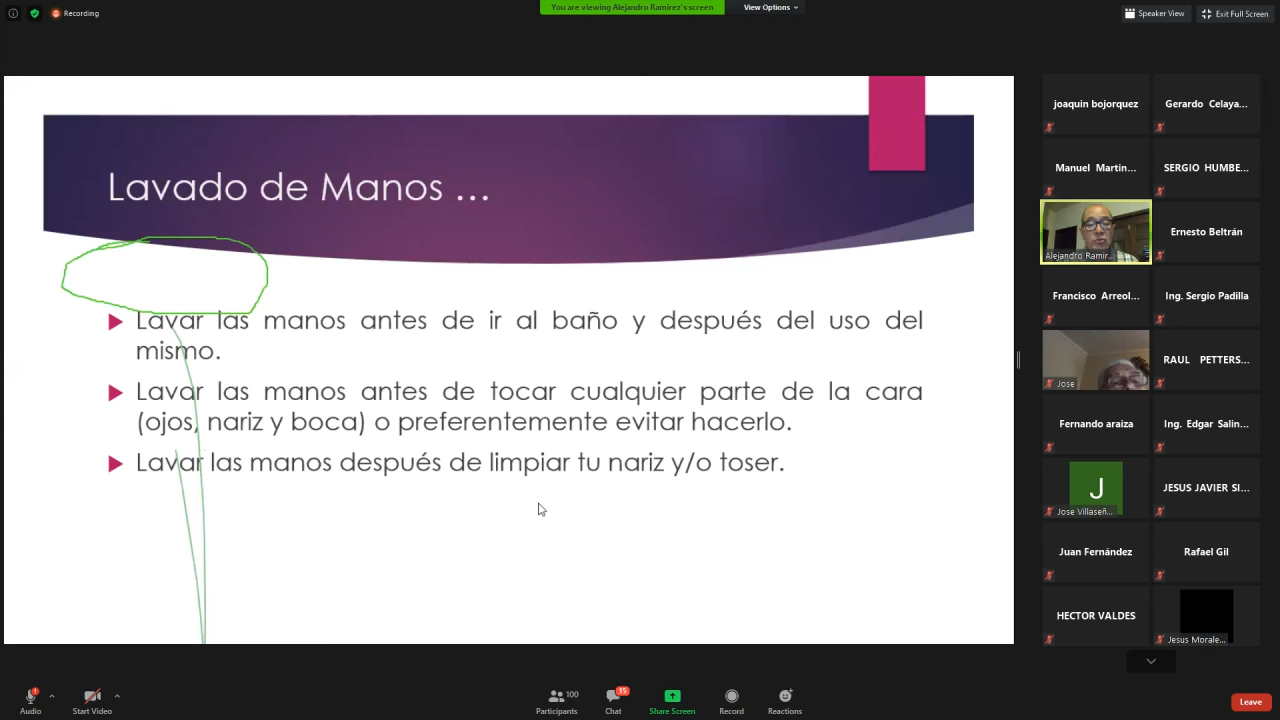 Recording
You are viewing Alejandro Ramirez's screen
View Options
Speaker View
Exit Full Screen
Lavado de Manos ...
Lavar las manos antes de ir al baño y después del uso del
mismo.
Lavar las manos antes de tocar cualquier parte de la cara
(ojos, nariz y boca) o preferentemente evitar hacerlo.
Lavar las manos después de limpiar tu nariz y/o toser.
joaquin bojorquez
Gerardo Celaya...
Manuel Martin...
SERGIO HUMBE...
Alejandro Ramir...
Ernesto Beltrán
Francisco Arreol...
Ing. Sergio Padilla
Jose
RAUL PETTERS...
Fernando araiza
Ing. Edgar Salin...
J
Jose Villaseñ...
JESUS JAVIER SI...
Juan Fernández
Rafael Gil
HECTOR VALDES
Jesus Morale...
Audio
Start Video
100
Participants
15
Chat
Share Screen
Record
Reactions
Leave